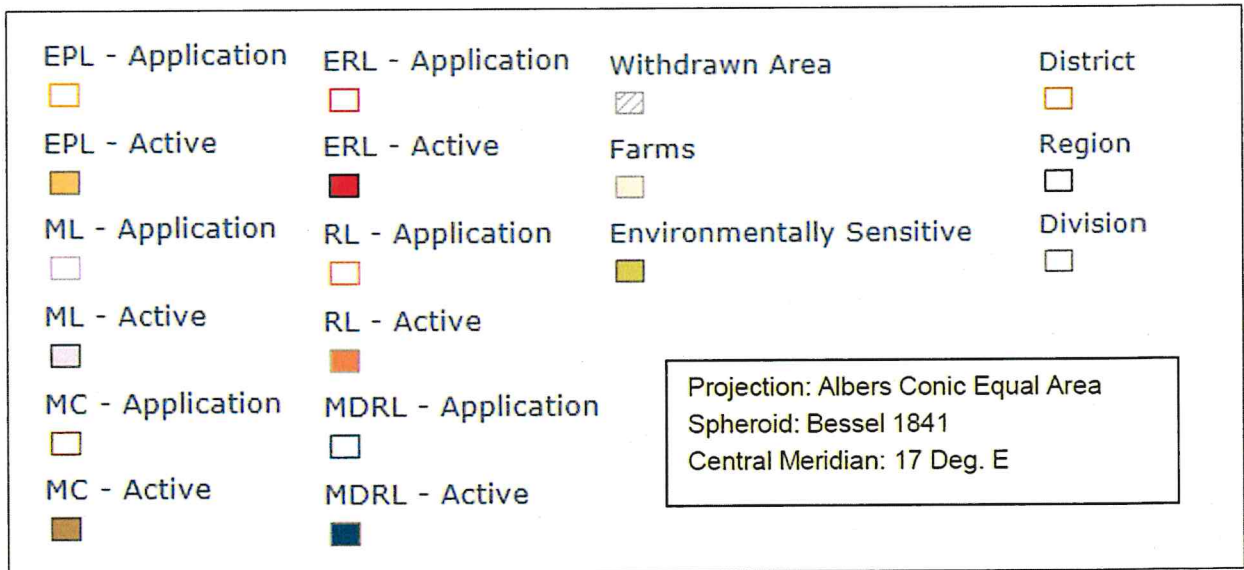 EPL - Application
EPL - Active
ML - Application
ML - Active
MC - Application
MC - Active
ERL - Application
ERL - Active
RL - Application
RL - Active
MDRL - Application
MDRL - Active
Withdrawn Area
Farms
Environmentally Sensitive
District
Region
Division
Projection: Albers Conic Equal Area
Spheroid: Bessel 1841
Central Meridian: 17 Deg. E